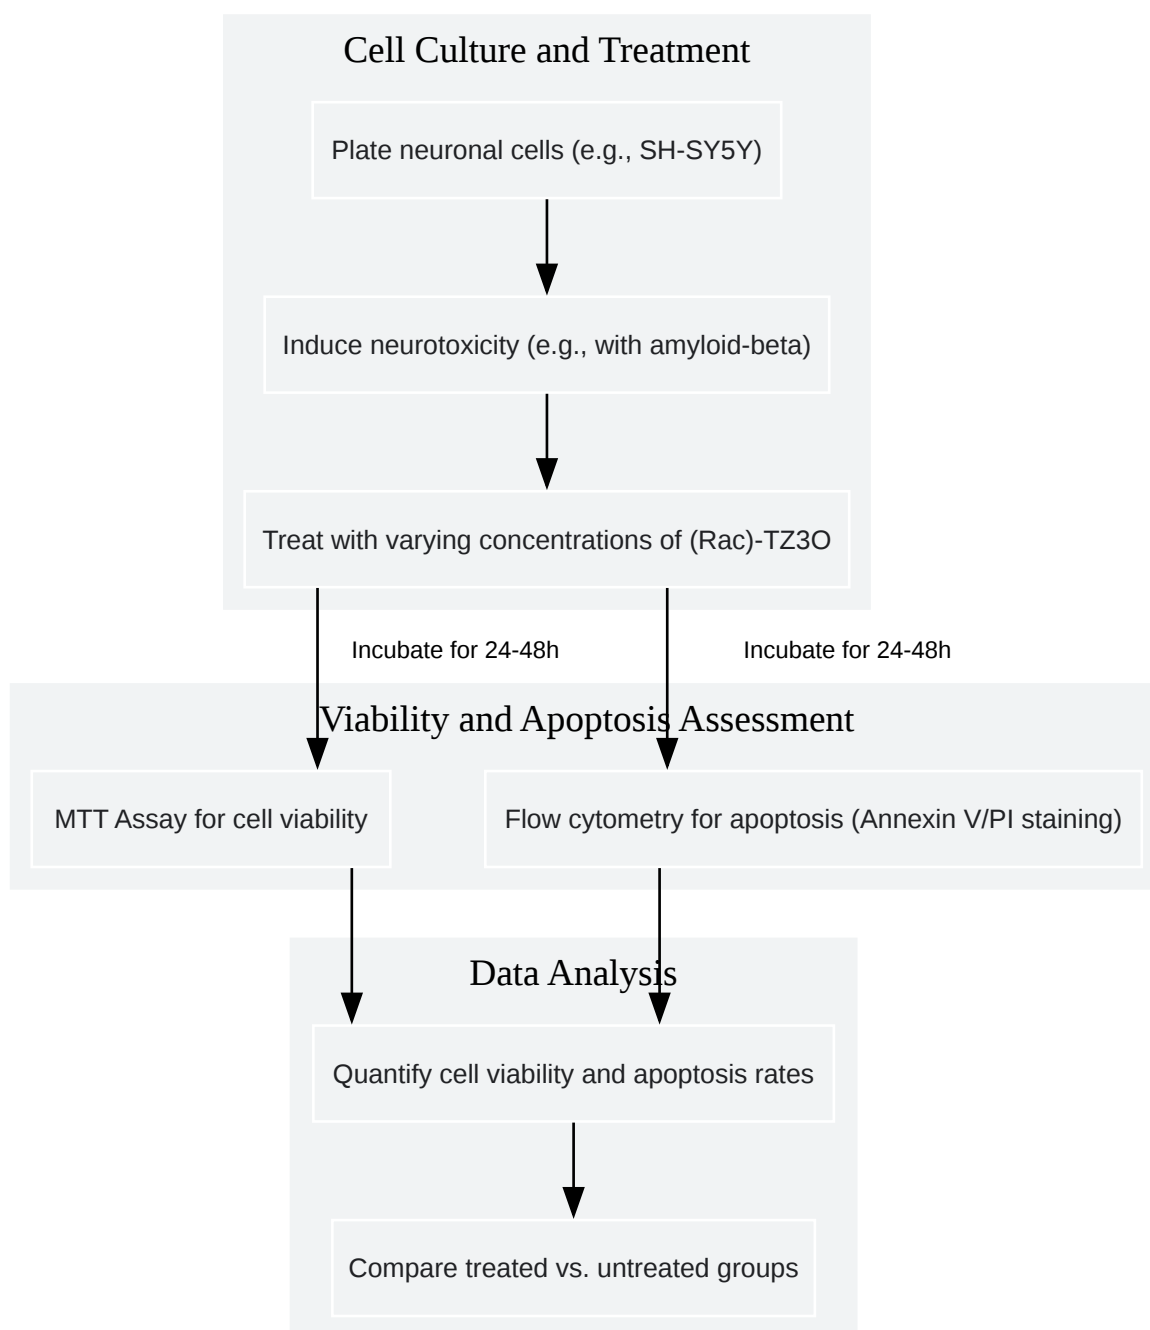 Cell Culture and Treatment
Plate neuronal cells (e.g., SH-SY5Y)
Induce neurotoxicity (e.g., with amyloid-beta)
Treat with varying concentrations of (Rac)-TZ3O
Incubate for 24-48h
Incubate for 24-48h
Viability and Apoptosis Assessment
MTT Assay for cell viability
Flow cytometry for apoptosis (Annexin V/PI staining)
Data Analysis
Quantify cell viability and apoptosis rates
Compare treated vs. untreated groups